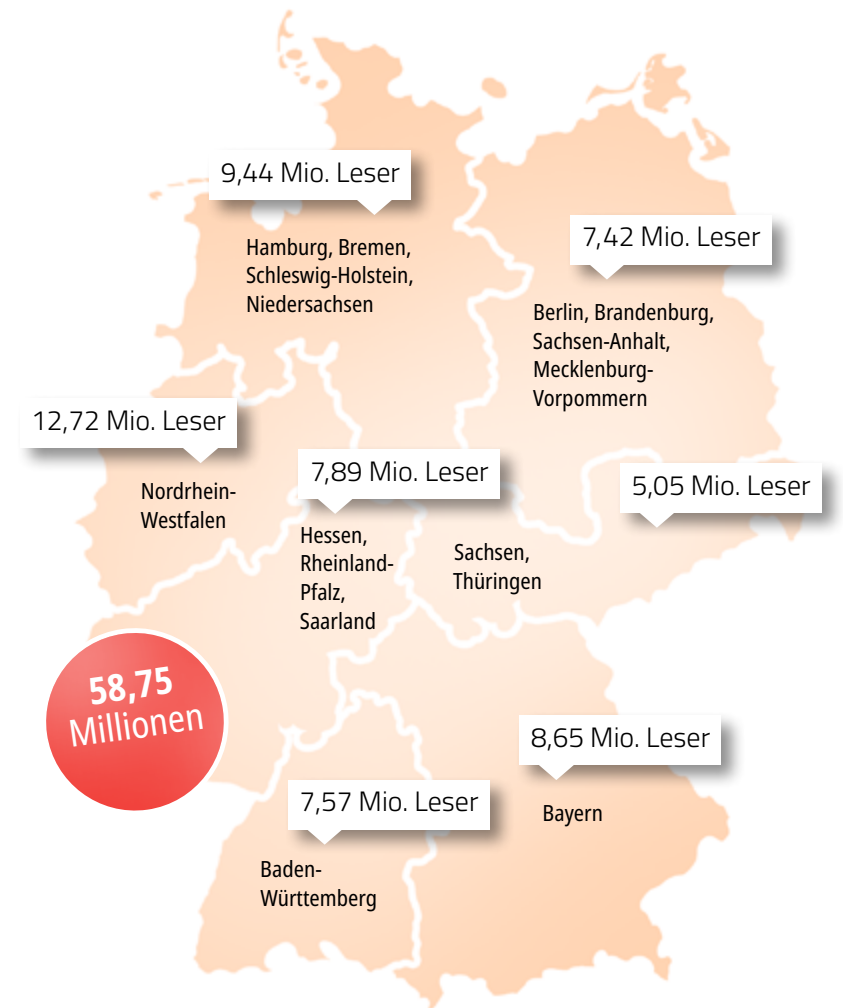 9,44 Mio. Leser
Hamburg, Bremen,
Schleswig-Holstein,
Niedersachsen
7,42 Mio. Leser
Berlin, Brandenburg,
Sachsen-Anhalt,
Mecklenburg-
Vorpommern
12,72 Mio. Leser
Nordrhein-
Westfalen
7,89 Mio. Leser
Hessen,
Rheinland-
Pfalz,
Saarland
5,05 Mio. Leser
Sachsen,
Thüringen
58,75
Millionen
8,65 Mio. Leser
Bayern
7,57 Mio. Leser
Baden-
Württemberg